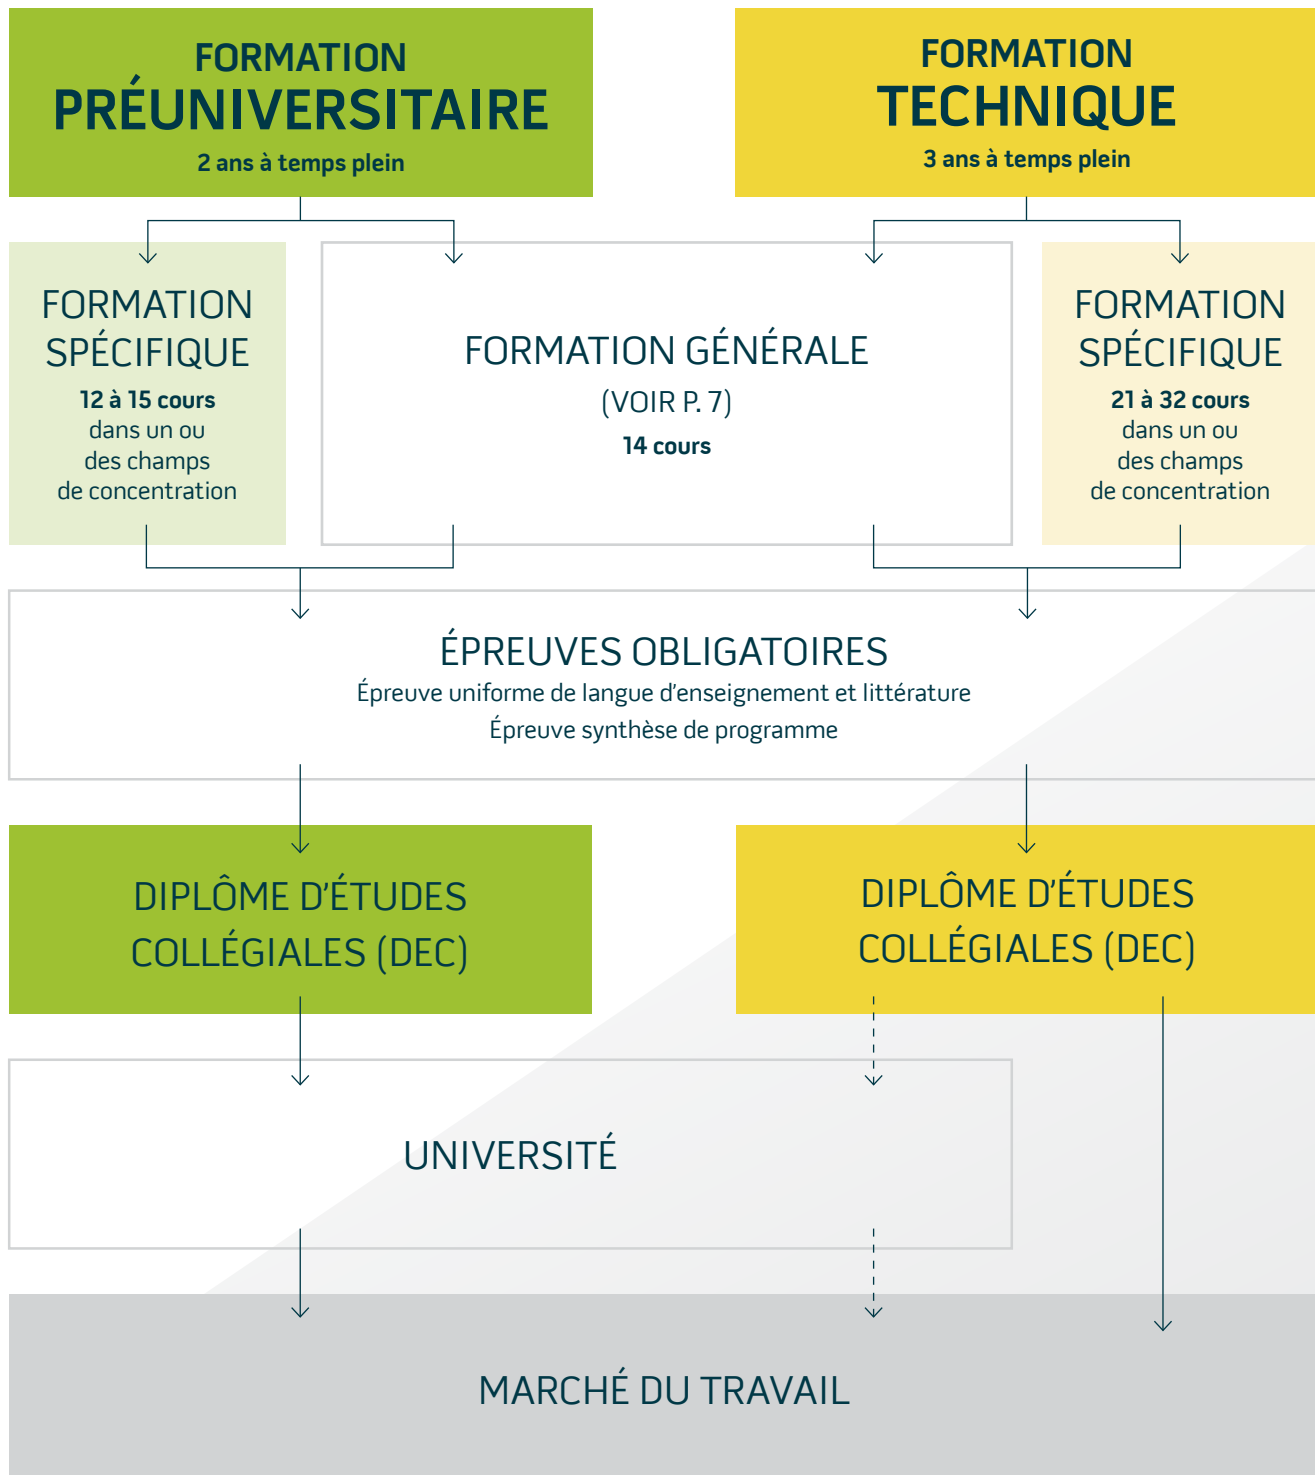 FORMATION
PRÉUNIVERSITAIRE
2 ans à temps plein
FORMATION
TECHNIQUE
3 ans à temps plein
FORMATION
SPÉCIFIQUE
12 à 15 cours
dans un ou
des champs
de concentration
FORMATION GÉNÉRALE
(VOIR P. 7)
14 cours
FORMATION
SPÉCIFIQUE
21 à 32 cours
dans un ou
des champs
de concentration
ÉPREUVES OBLIGATOIRES
Épreuve uniforme de langue d'enseignement et littérature
Épreuve synthèse de programme
DIPLÔME D'ÉTUDES
COLLÉGIALES (DEC)
DIPLÔME D'ÉTUDES
COLLÉGIALES (DEC)
UNIVERSITÉ
MARCHÉ DU TRAVAIL